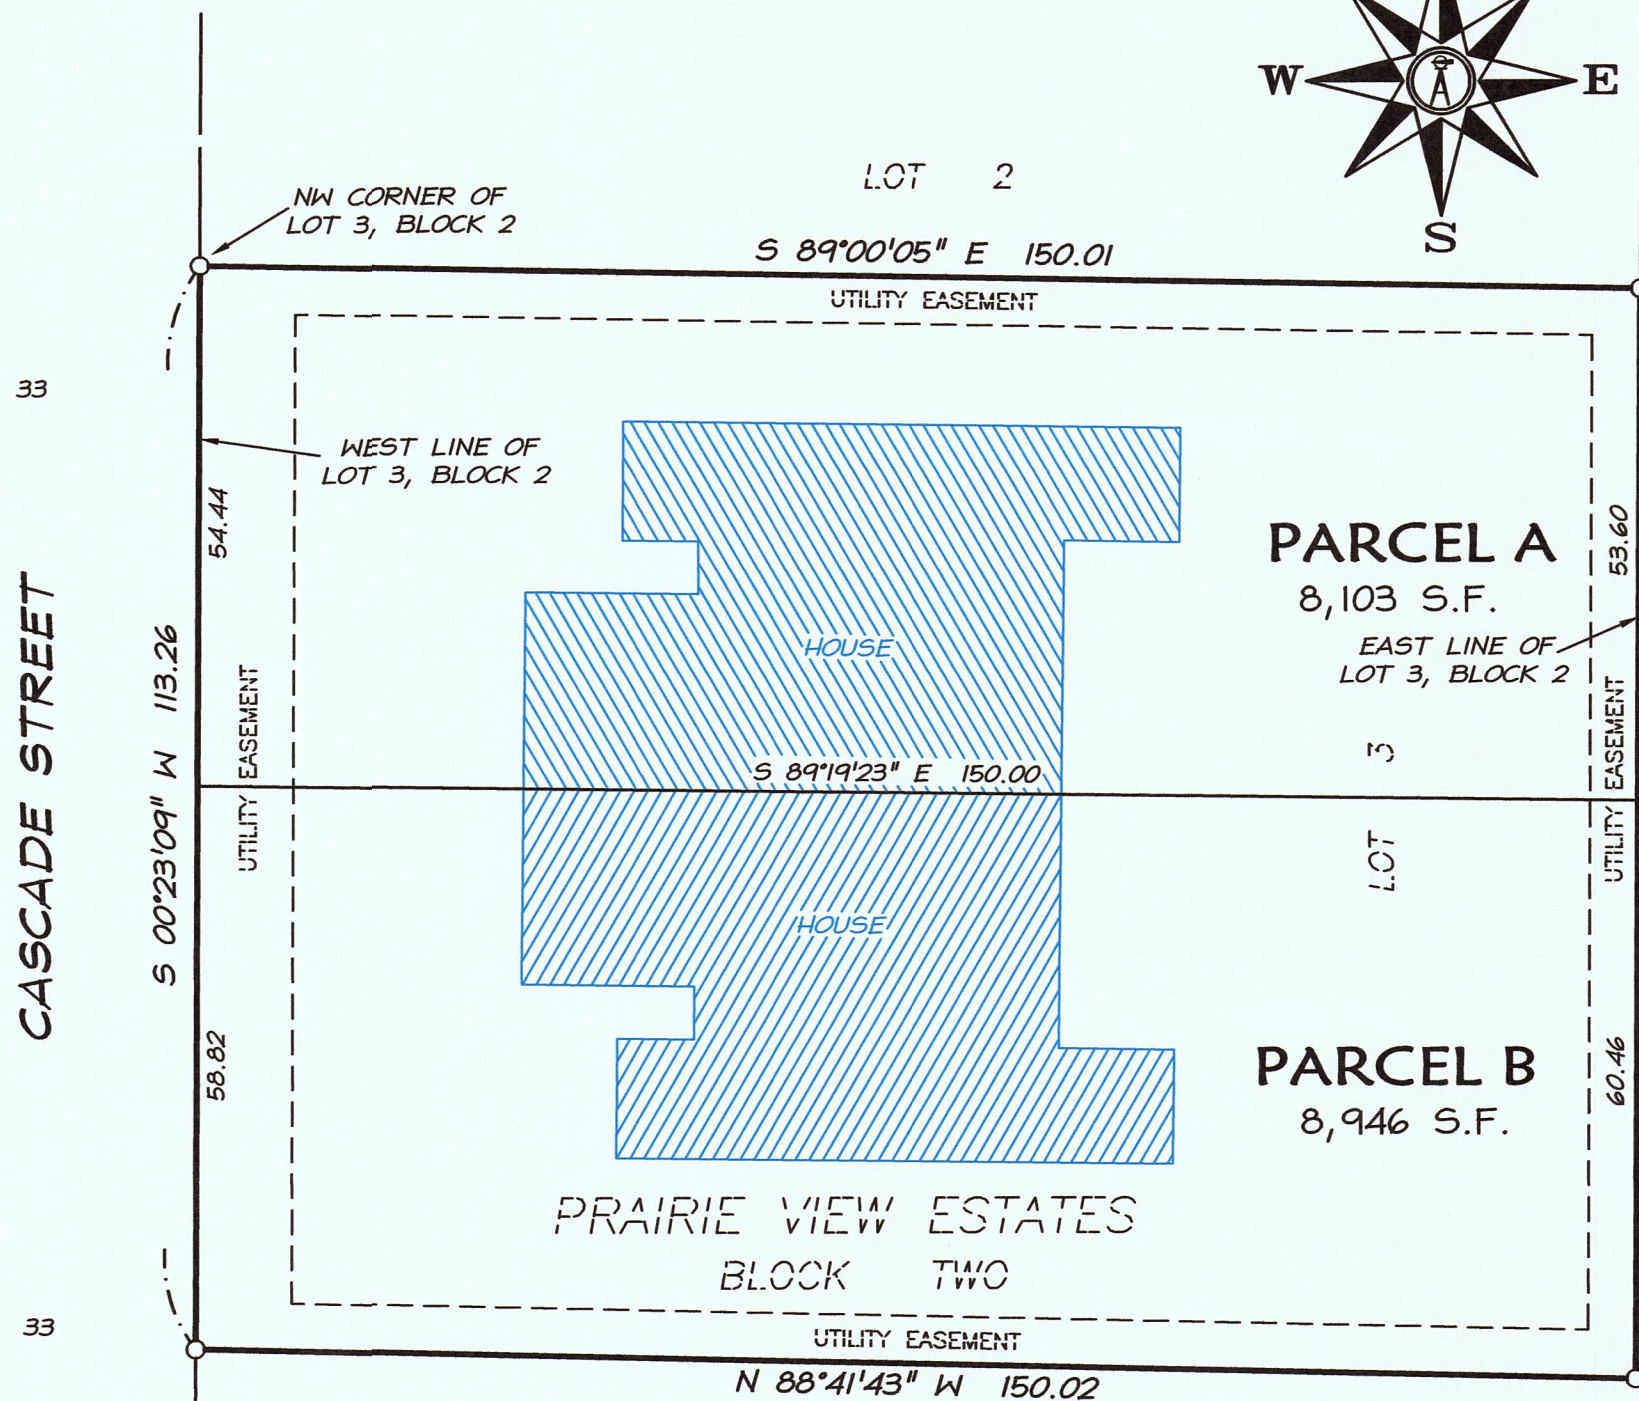 W E
S
LOT 2
NW CORNER OF
LOT 3, BLOCK 2
S 89°00'05" E 150.01
UTILITY EASEMENT
33
WEST LINE OF
LOT 3, BLOCK 2
54.44
53.60
PARCEL A
8,103 S.F.
EAST LINE OF
LOT 3, BLOCK 2
HOUSE
CASCADE STREET
S 00°23'09" W 113.26
UTILITY EASEMENT
S 89°19'23" E 150.00
LOT 3
UTILITY EASEMENT
HOUSE
58.82
60.46
PARCEL B
8,946 S.F.
PRAIRIE VIEW ESTATES
BLOCK TWO
33
UTILITY EASEMENT
N 88°41'43" W 150.02